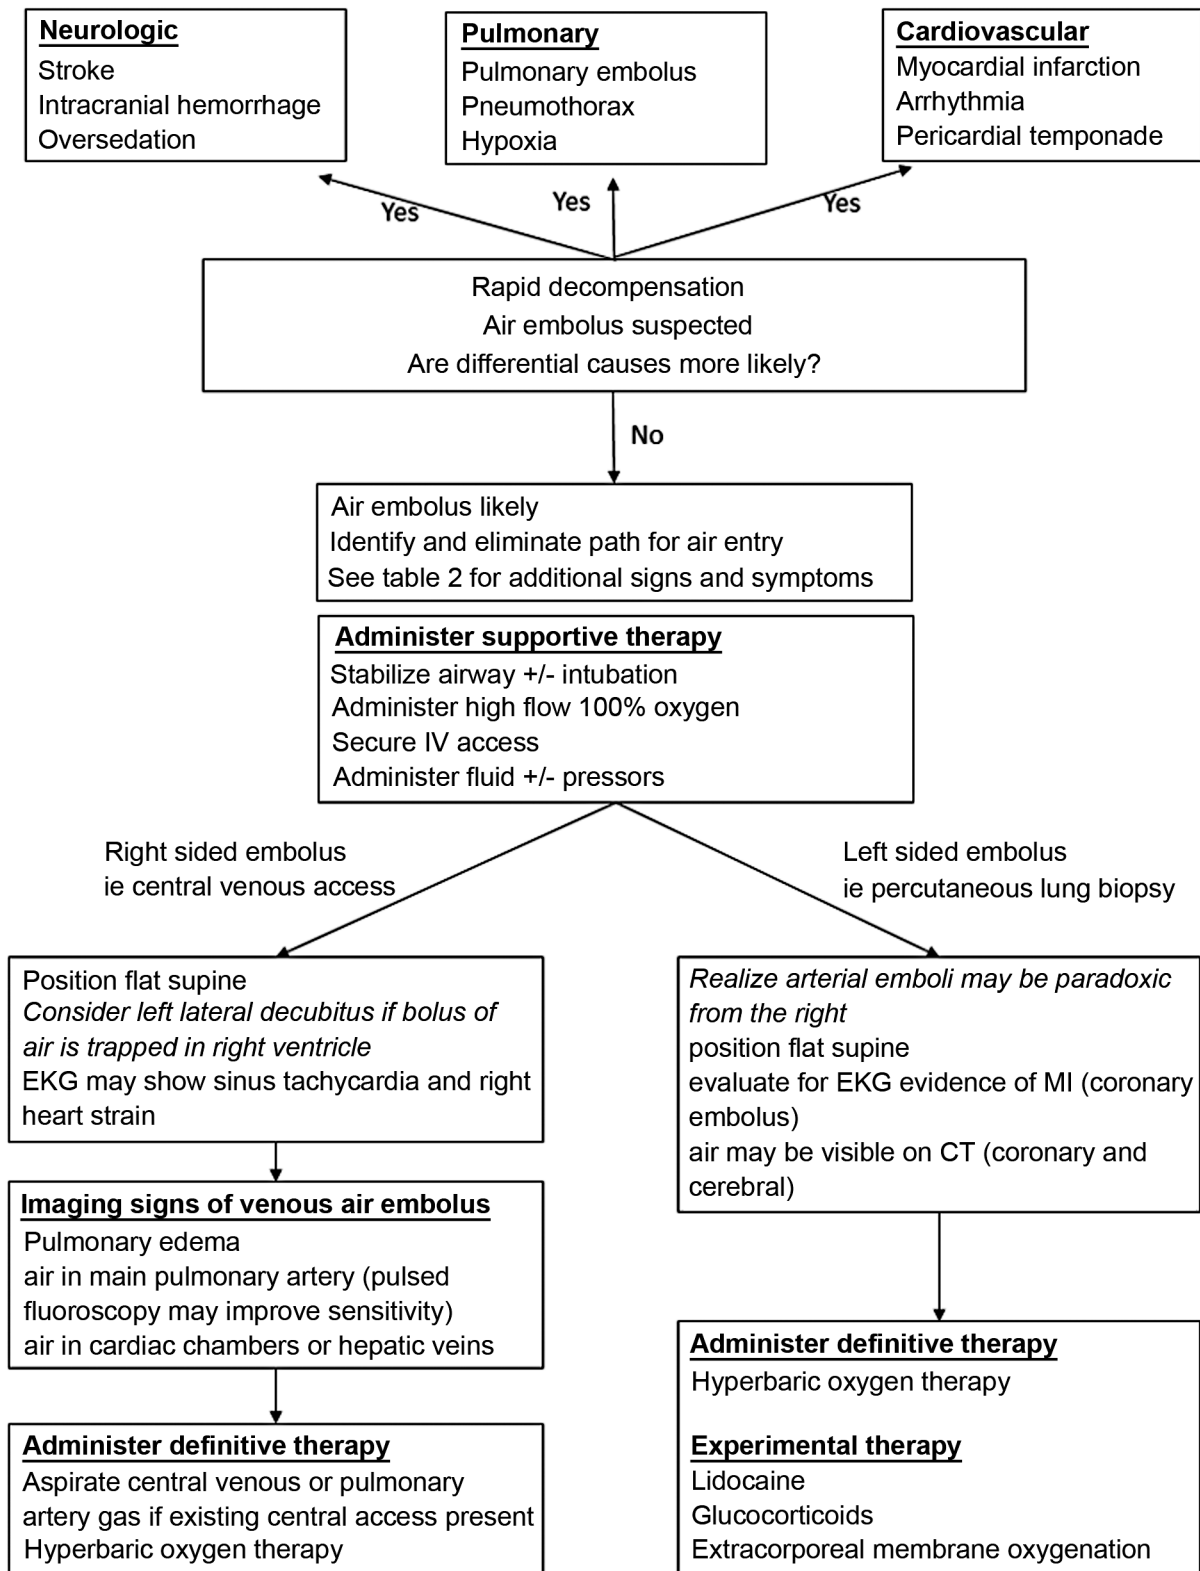 Neurologic
Stroke
Intracranial hemorrhage
Oversedation
Pulmonary
Pulmonary embolus
Pneumothorax
Hypoxia
Cardiovascular
Myocardial infarction
Arrhythmia
Pericardial temponade
Yes
Yes
Yes
Rapid decompensation
Air embolus suspected
Are differential causes more likely?
No
Air embolus likely
Identify and eliminate path for air entry
See table 2 for additional signs and symptoms
Administer supportive therapy
Stabilize airway +/- intubation
Administer high flow 100% oxygen
Secure IV access
Administer fluid +/- pressors
Right sided embolus
ie central venous access
Left sided embolus
ie percutaneous lung biopsy
Position flat supine
Consider left lateral decubitus if bolus of
air is trapped in right ventricle
EKG may show sinus tachycardia and right
heart strain
Imaging signs of venous air embolus
Pulmonary edema
air in main pulmonary artery (pulsed
fluoroscopy may improve sensitivity)
air in cardiac chambers or hepatic veins
Administer definitive therapy
Aspirate central venous or pulmonary
artery gas if existing central access present
Hyperbaric oxygen therapy
Realize arterial emboli may be paradoxic
from the right
position flat supine
evaluate for EKG evidence of MI (coronary
embolus)
air may be visible on CT (coronary and
cerebral)
Administer definitive therapy
Hyperbaric oxygen therapy
Experimental therapy
Lidocaine
Glucocorticoids
Extracorporeal membrane oxygenation